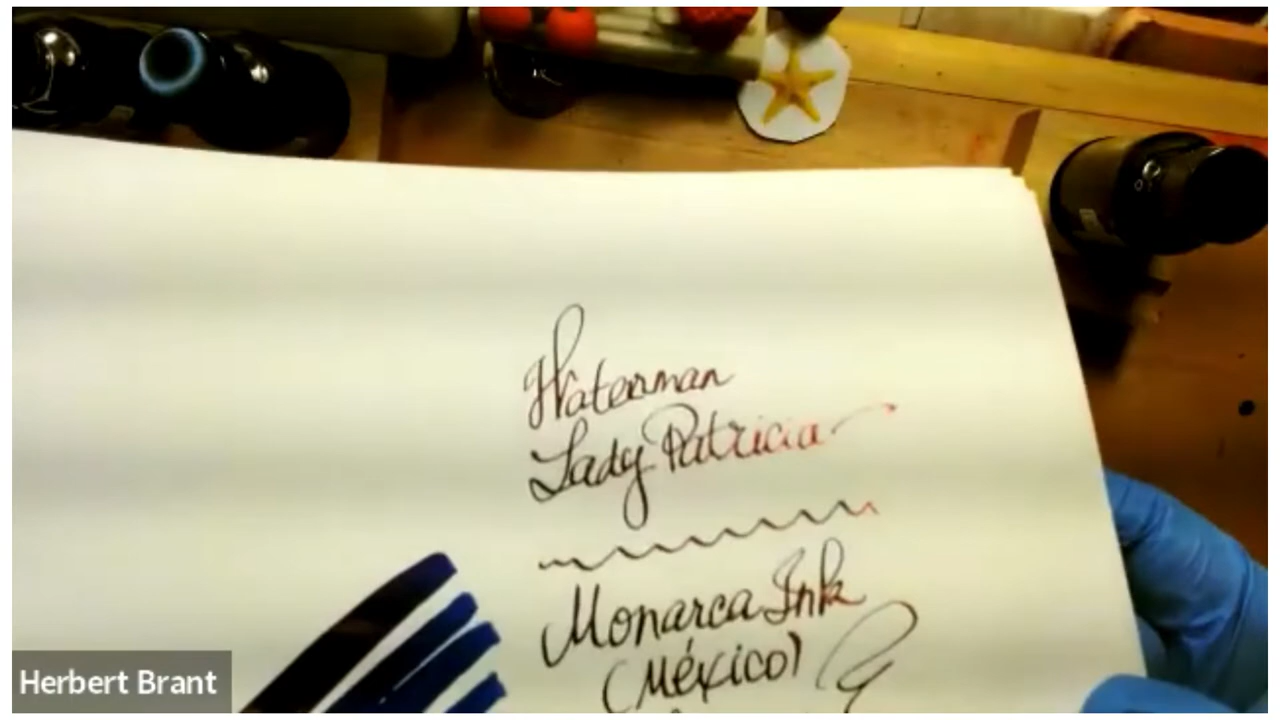 Waterman
Lady Patricia
Monarca Ink
(México)
Herbert Brant